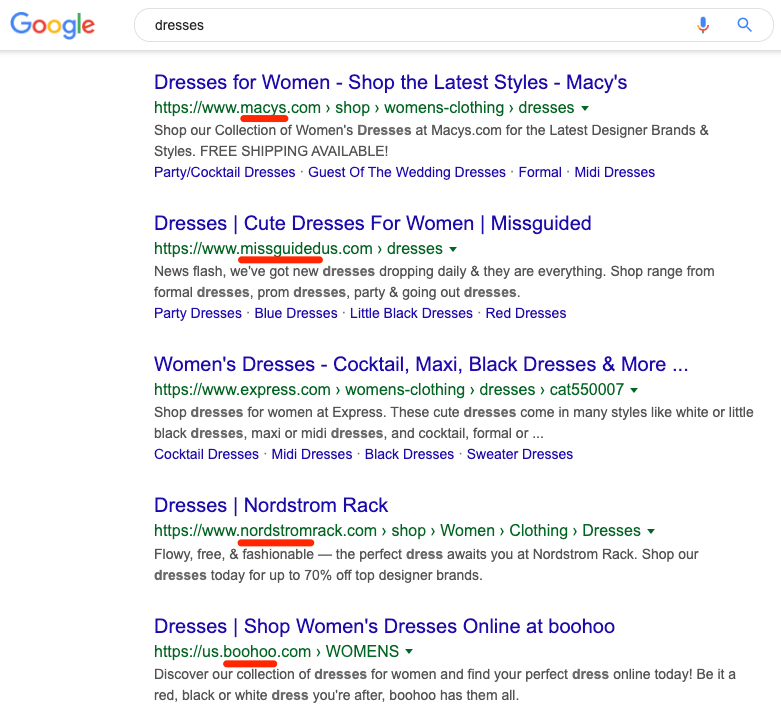 Google
dresses
Dresses for Women - Shop the Latest Styles - Macy's
https://www.macys.com › shop › womens-clothing › dresses
Shop our Collection of Women's Dresses at Macys.com for the Latest Designer Brands &
Styles. FREE SHIPPING AVAILABLE!
Party/Cocktail Dresses · Guest Of The Wedding Dresses · Formal · Midi Dresses
Dresses | Cute Dresses For Women | Missguided
https://www.missguidedus.com › dresses
News flash, we've got new dresses dropping daily & they are everything. Shop range from
formal dresses, prom dresses, party & going out dresses.
Party Dresses · Blue Dresses · Little Black Dresses · Red Dresses
Women's Dresses - Cocktail, Maxi, Black Dresses & More ...
https://www.express.com › womens-clothing › dresses › cat550007
Shop dresses for women at Express. These cute dresses come in many styles like white or little
black dresses, maxi or midi dresses, and cocktail, formal or ...
Cocktail Dresses · Midi Dresses · Black Dresses · Sweater Dresses
Dresses | Nordstrom Rack
https://www.nordstromrack.com › shop › Women › Clothing › Dresses
Flowy, free, & fashionable — the perfect dress awaits you at Nordstrom Rack. Shop our
dresses today for up to 70% off top designer brands.
Dresses | Shop Women's Dresses Online at boohoo
https://us.boohoo.com › WOMENS
Discover our collection of dresses for women and find your perfect dress online today! Be it a
red, black or white dress you're after, boohoo has them all.